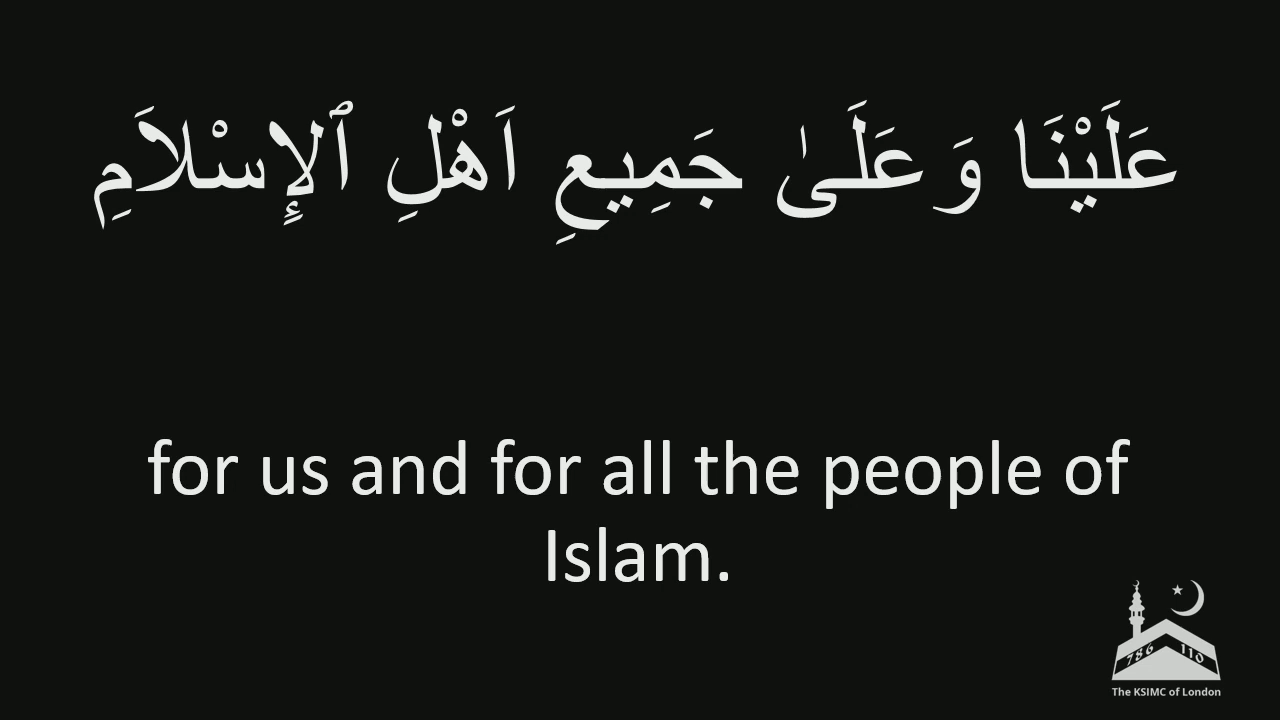 عَلَيْنَا وَ عَلَىٰ جَمِيعِ اَهْلِ ٱلإِسْلاَمِ
for us and for all the people of
Islam.
786 110
The KSIMC of London